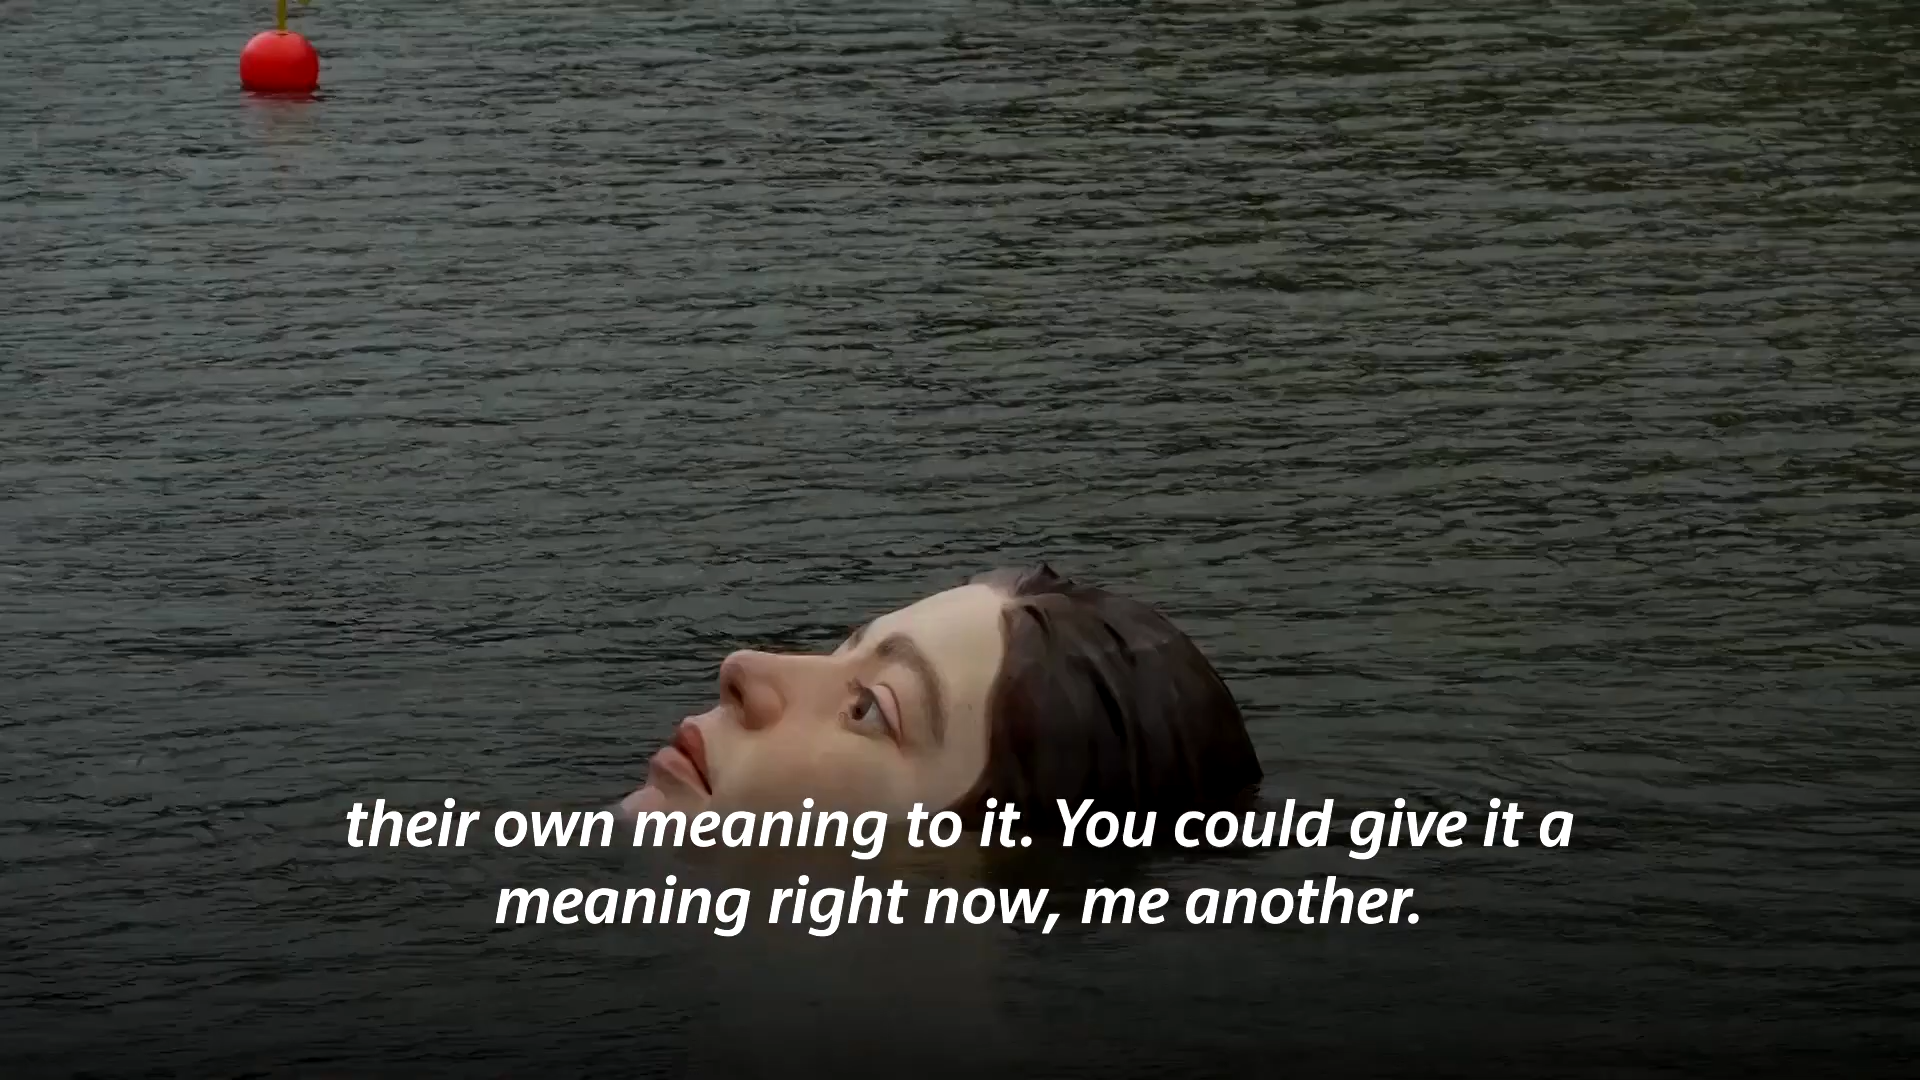 their own meaning to it. You could give it a
meaning right now, me another.